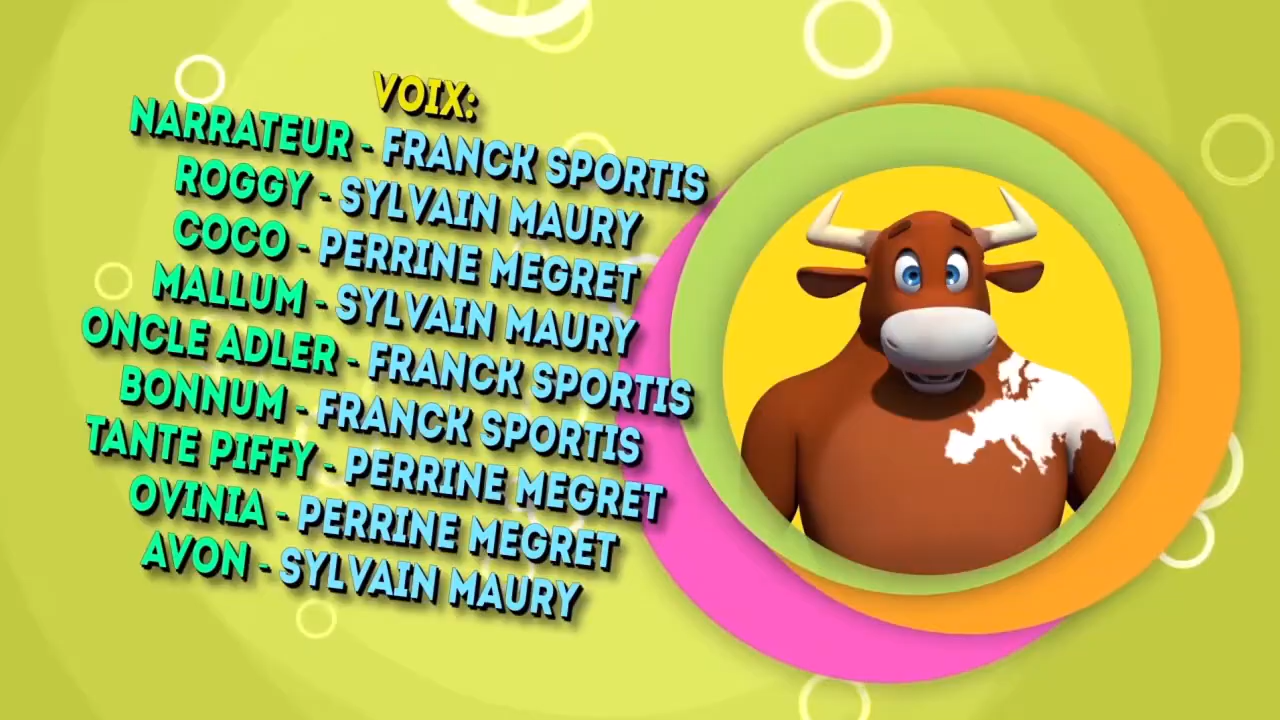 VOIX:
NARRATEUR - FRANCK SPORTIS
ROGGY - SYLVAIN MAURY
COCO - PERRINE MEGRET
MALLUM - SYLVAIN MAURY
ONCLE ADLER - FRANCK SPORTIS
BONNUM - FRANCK SPORTIS
TANTE PIFFY - PERRINE MEGRET
OVINIA - PERRINE MEGRET
AVON - SYLVAIN MAURY